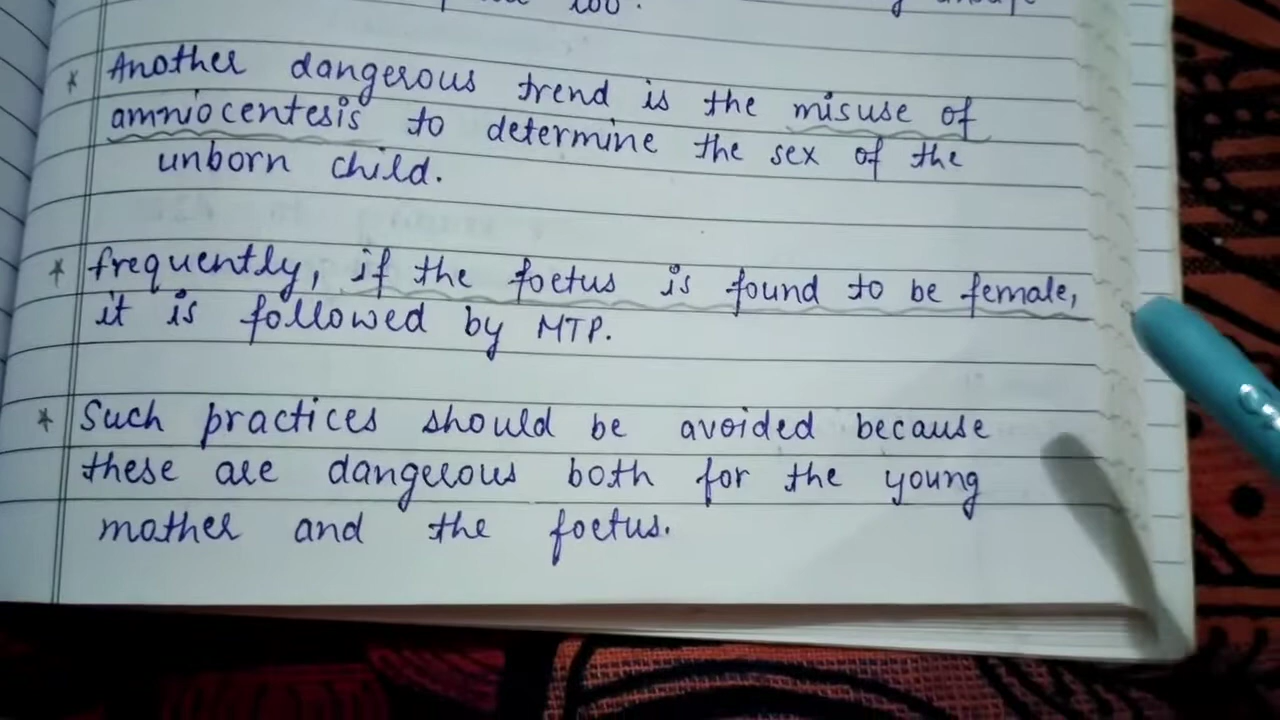 too.
* Another dangerous trend is the misuse of
amniocentesis to determine the sex of the
unborn child.
* frequently, if the foetus is found to be female,
it is followed by MTP.
* Such practices should be avoided because
these are dangerous both for the young
mother and the foetus.